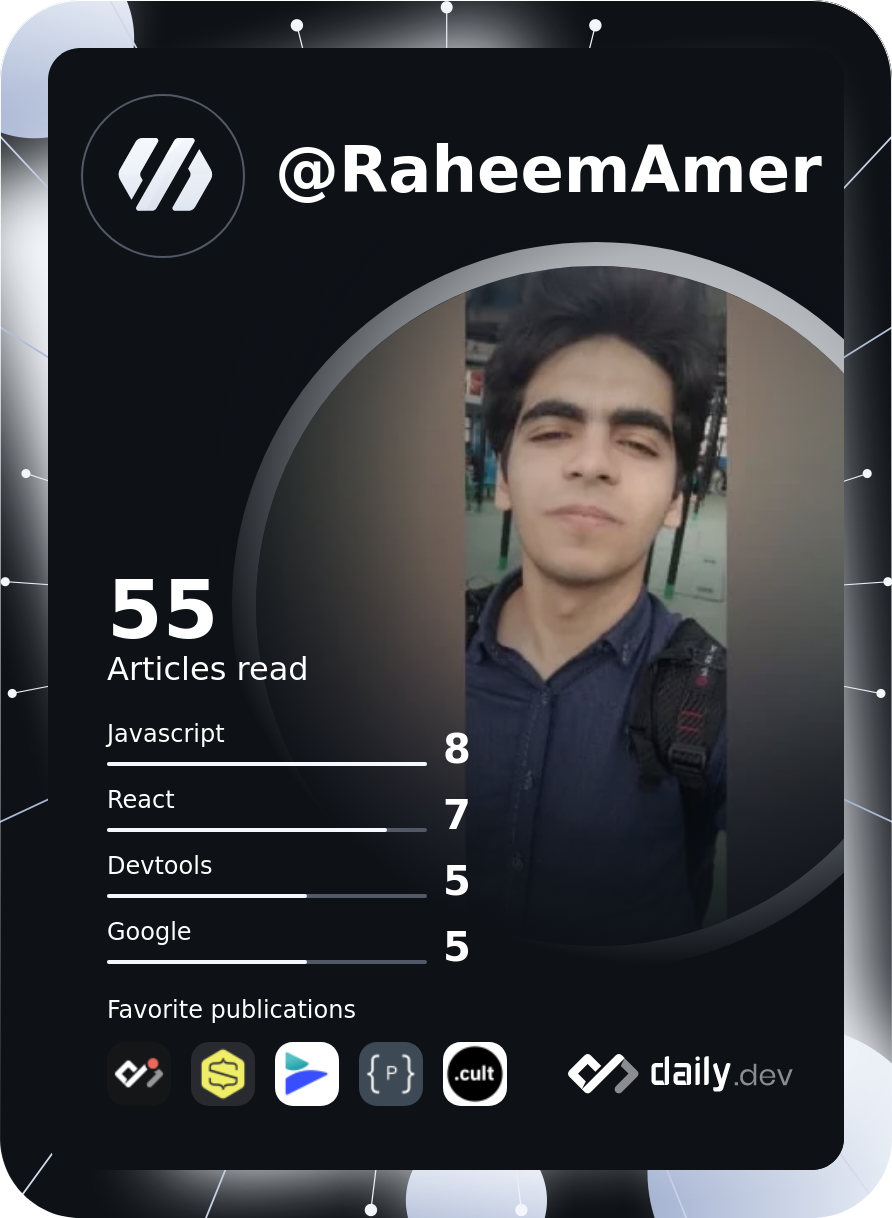 @RaheemAmer
55
Articles read
Javascript 8
React 7
Devtools 5
Google 5
Favorite publications
{P}
.cult
daily.dev